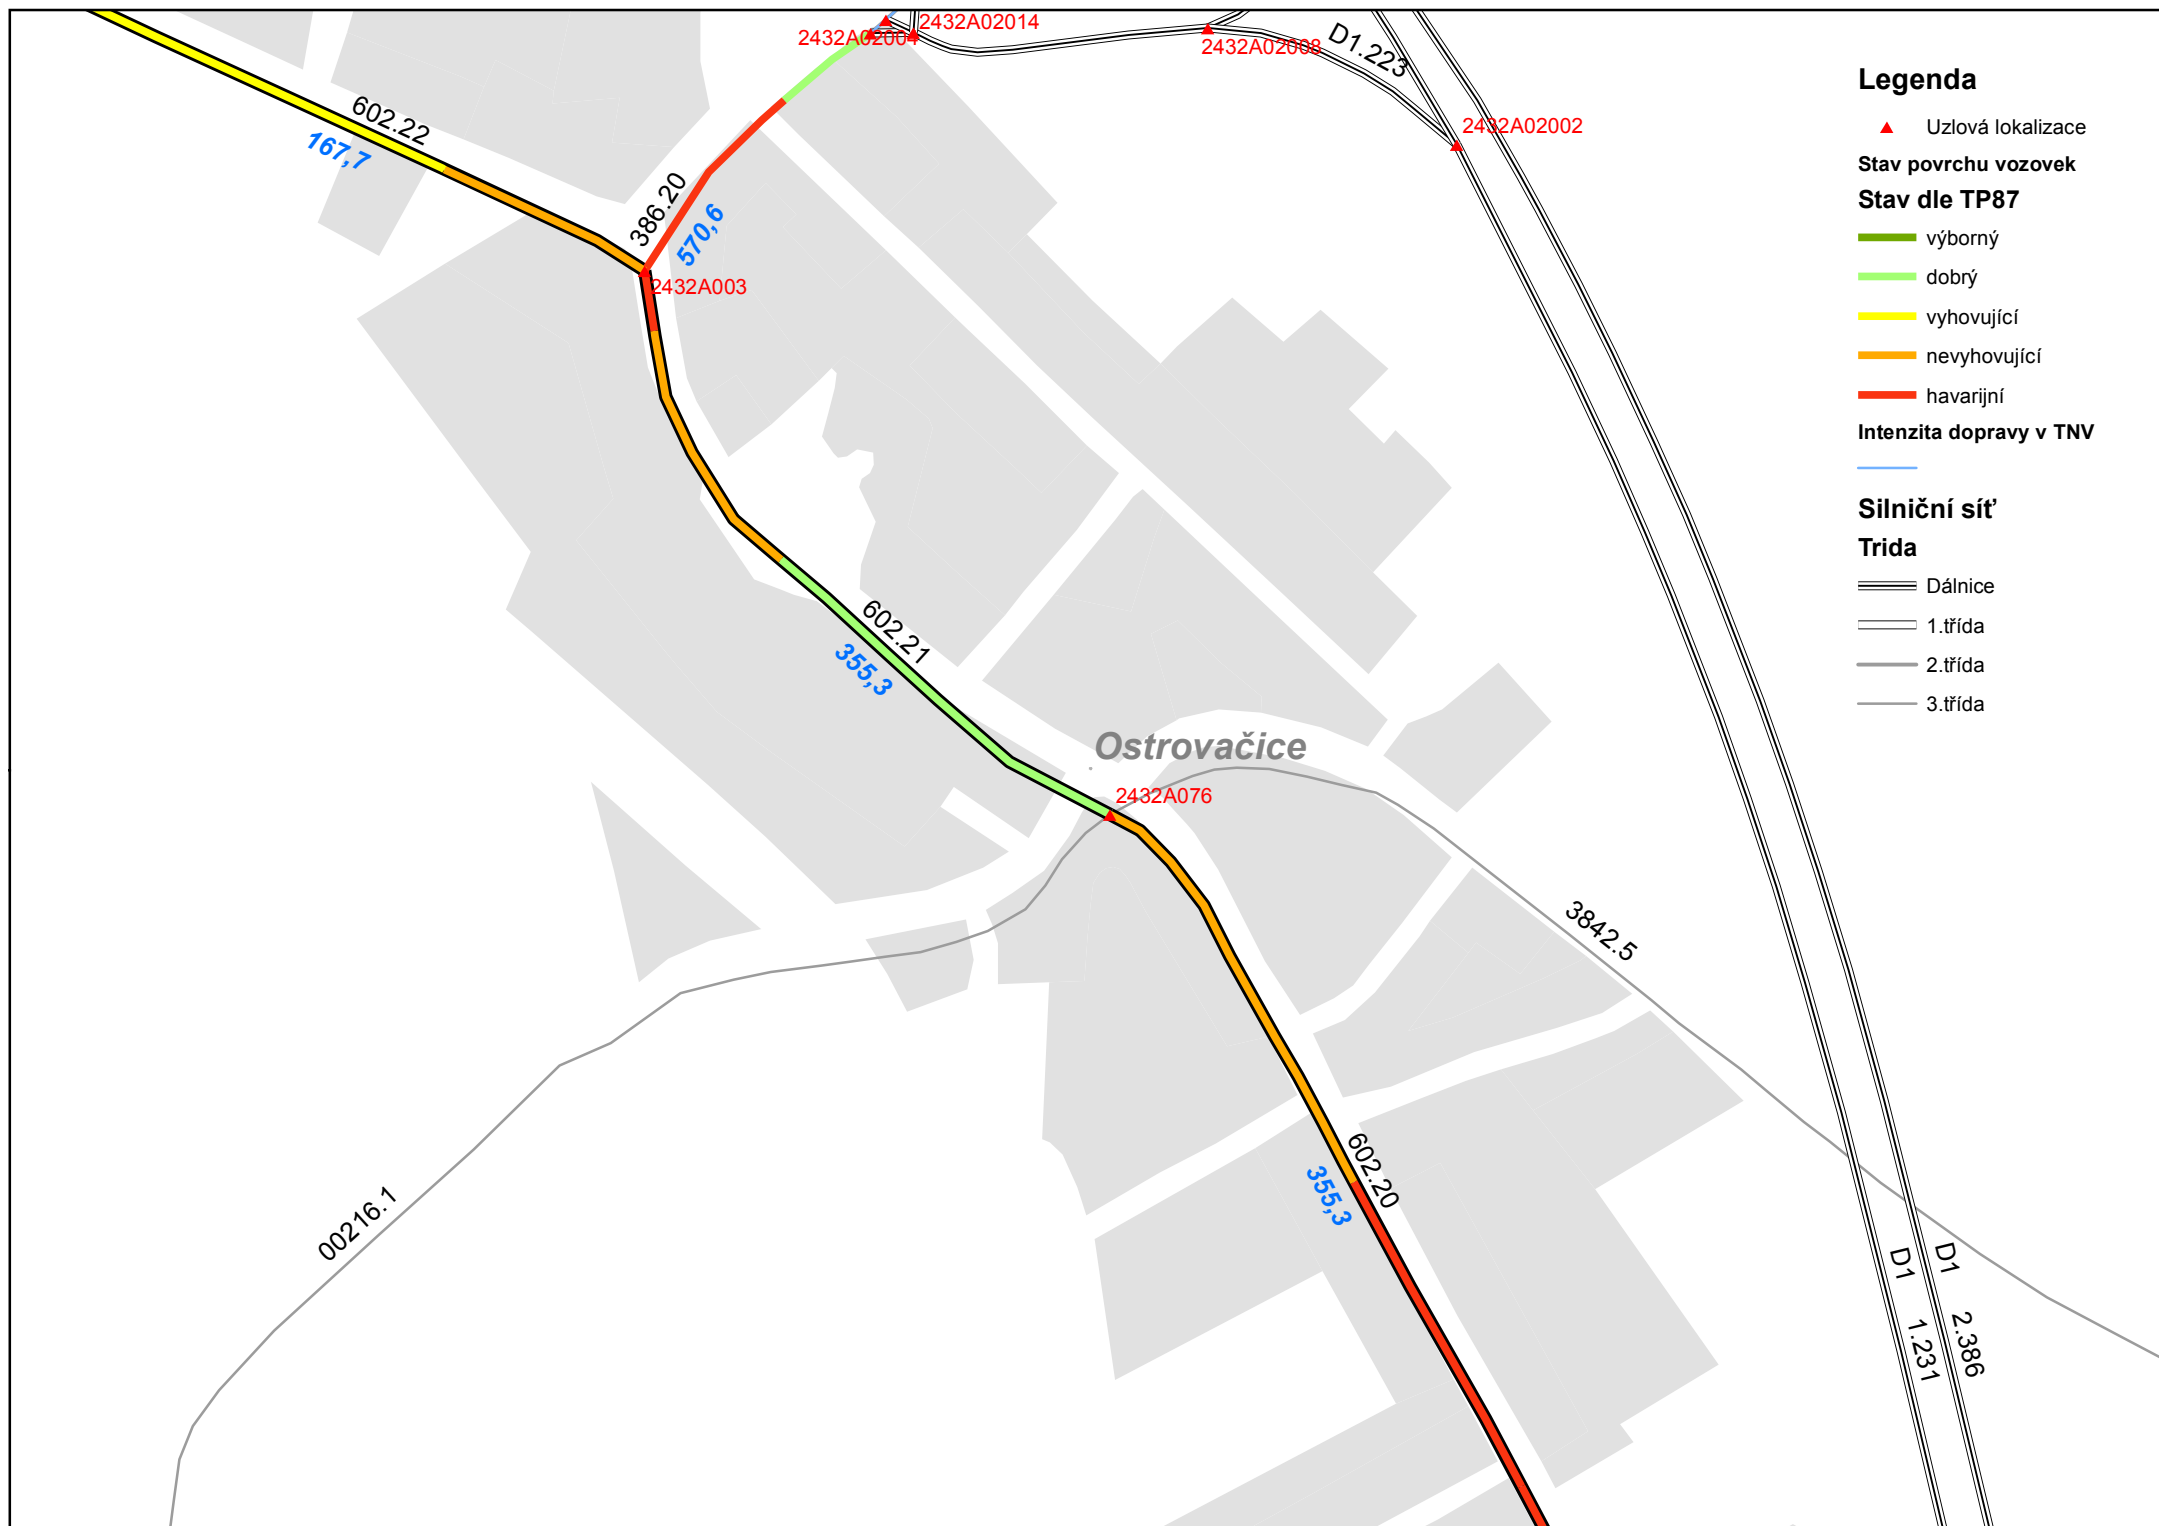 2432A02014
2432A02004
2432A02008
D1.223
2432A02002
602.22
167,7
386.20
570,6
2432A003
602.21
355,3
Ostrovačice
2432A076
3842.5
602.20
355,3
00216.1
D1
1.231
D1
2.386
Legenda
Uzlová lokalizace
Stav povrchu vozovek
Stav dle TP87
výborný
dobrý
vyhovující
nevyhovující
havarijní
Intenzita dopravy v TNV
Silniční síť
Trida
Dálnice
1.třída
2.třída
3.třída